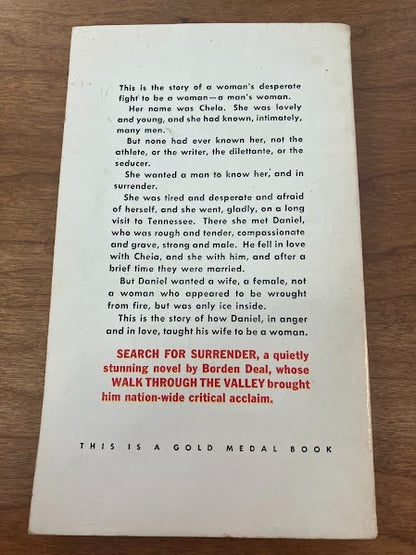 This is the story of a woman's desperate
fight to be a woman—a man's woman.
Her name was Chela. She was lovely
and young, and she had known, intimately,
many men.
But none had ever known her, not the
athlete, or the writer, the dilettante, or the
seducer.
She wanted a man to know her, and in
surrender.
She was tired and desperate and afraid
of herself, and she went, gladly, on a long
visit to Tennessee. There she met Daniel,
who was rough and tender, compassionate
and grave, strong and male. He fell in love
with Chela, and she with him, and after a
brief time they were married.
But Daniel wanted a wife, a female, not
a woman who appeared to be wrought
from fire, but was only ice inside.
This is the story of how Daniel, in anger
and in love, taught his wife to be a woman.
SEARCH FOR SURRENDER, a quietly
stunning novel by Borden Deal, whose
WALK THROUGH THE VALLEY brought
him nation-wide critical acclaim.
THIS IS A GOLD MEDAL BOOK